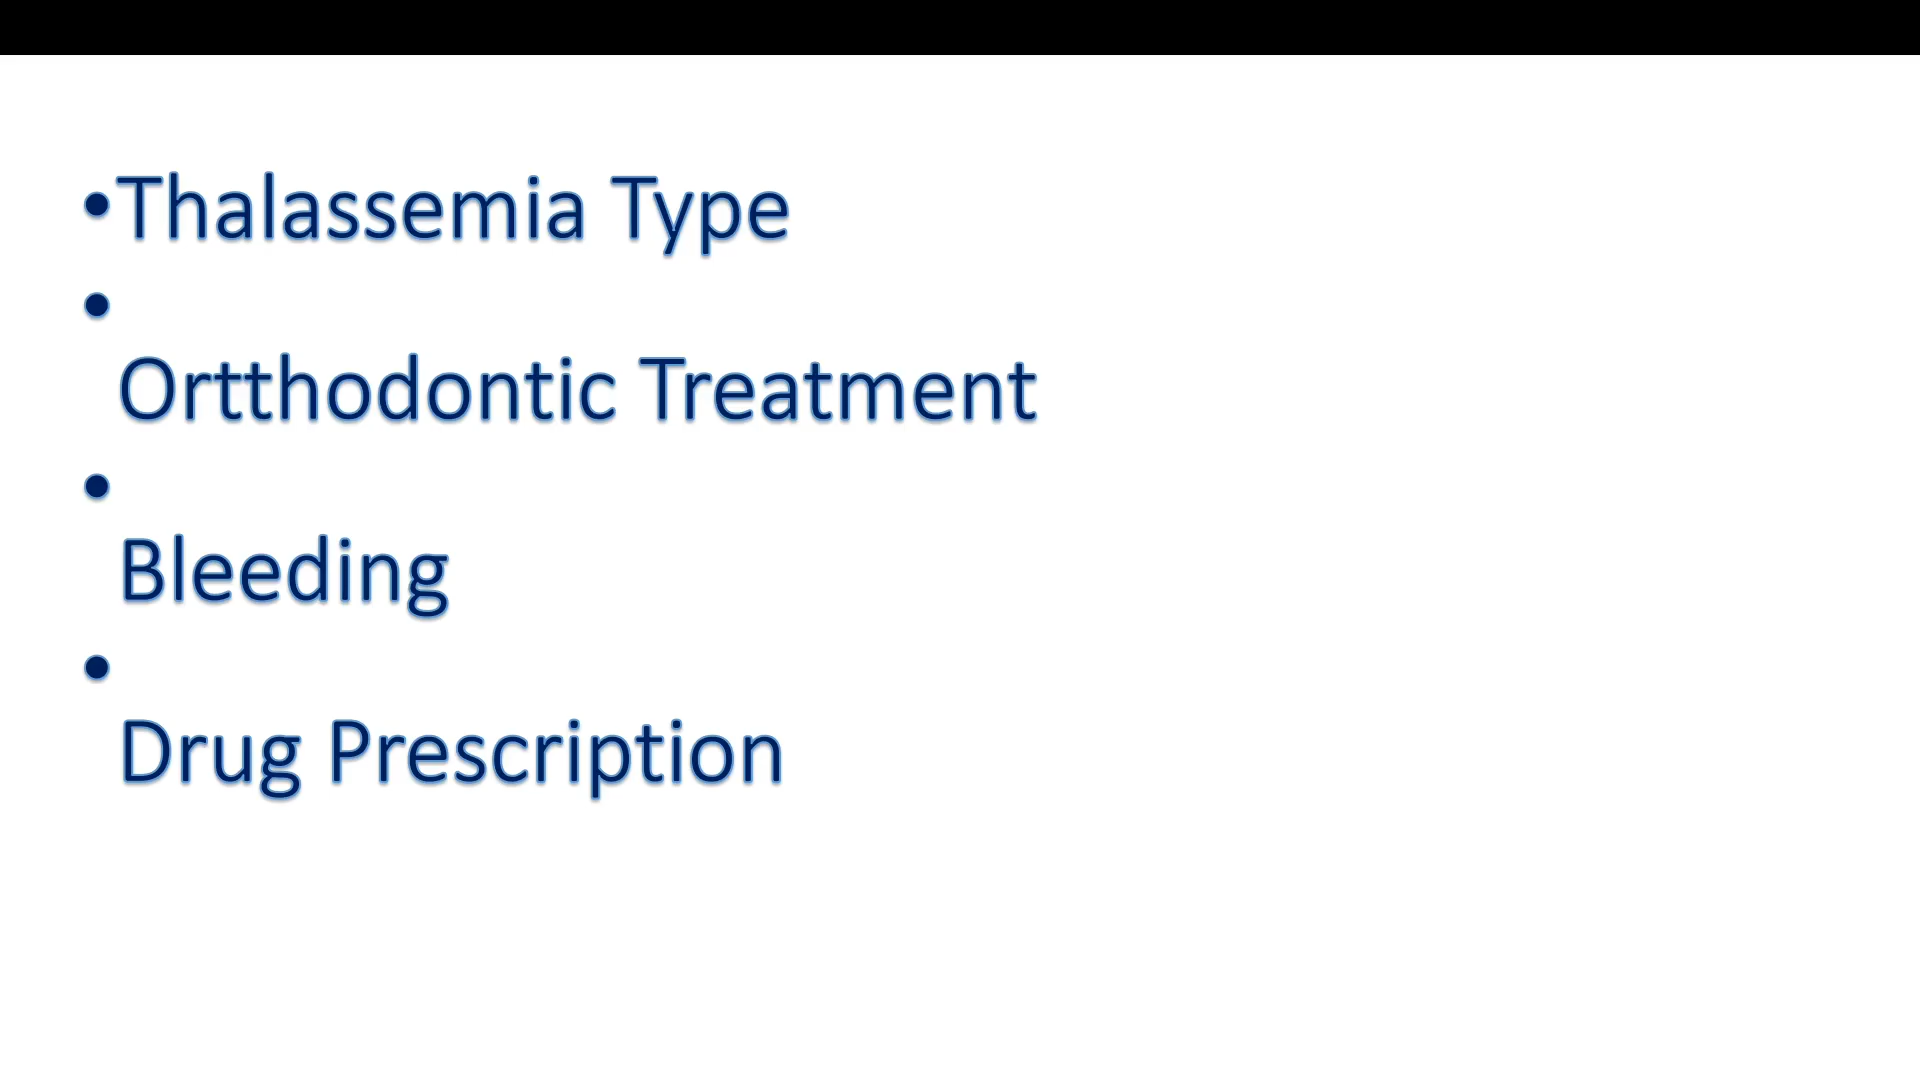 •Thalassemia Type
•
Ortthodontic Treatment
•
Bleeding
•
Drug Prescription